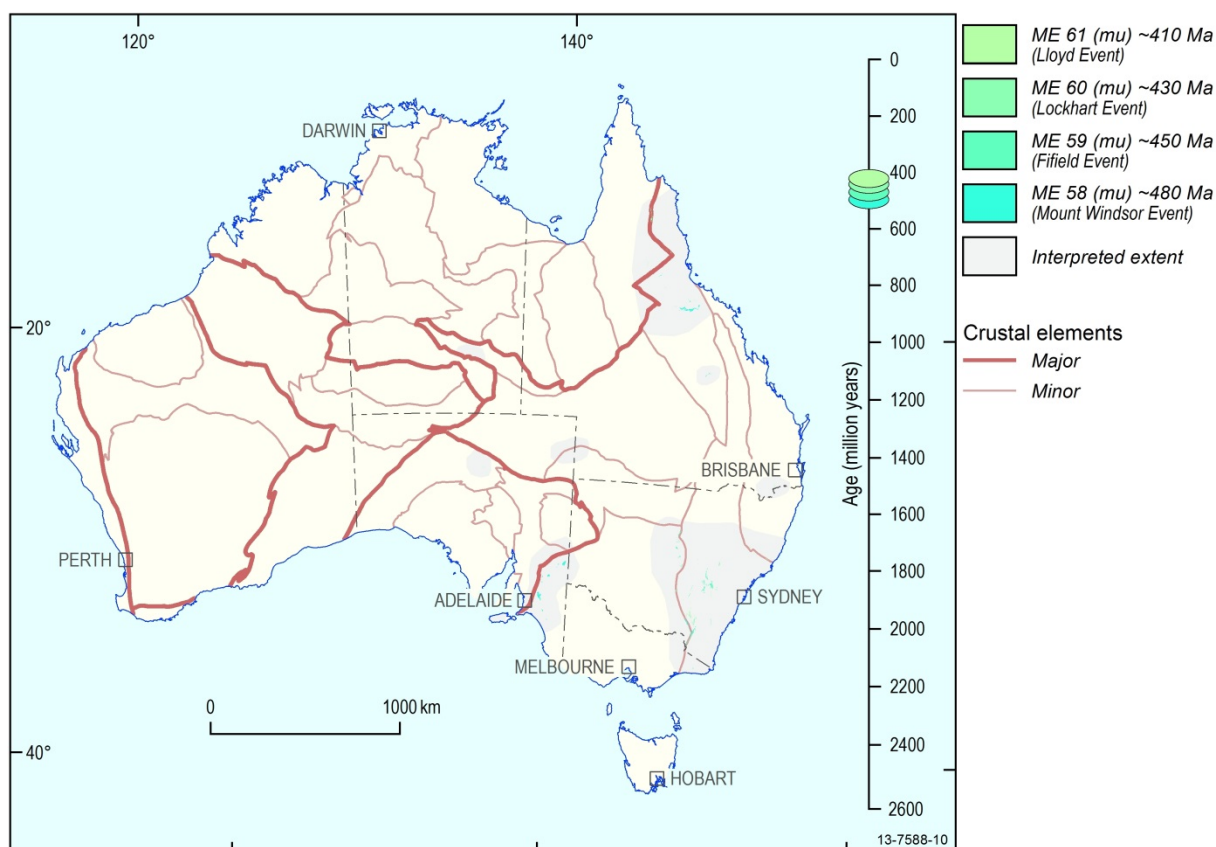 120°
140°
20°
40°
DARWIN
PERTH
ADELAIDE
MELBOURNE
HOBART
SYDNEY
BRISBANE
0
1000 km
Age (million years)
0
200
400
600
800
1000
1200
1400
1600
1800
2000
2200
2400
2600
13-7588-10
ME 61 (mu) ~410 Ma
(Lloyd Event)
ME 60 (mu) ~430 Ma
(Lockhart Event)
ME 59 (mu) ~450 Ma
(Fifield Event)
ME 58 (mu) ~480 Ma
(Mount Windsor Event)
Interpreted extent
Crustal elements
Major
Minor